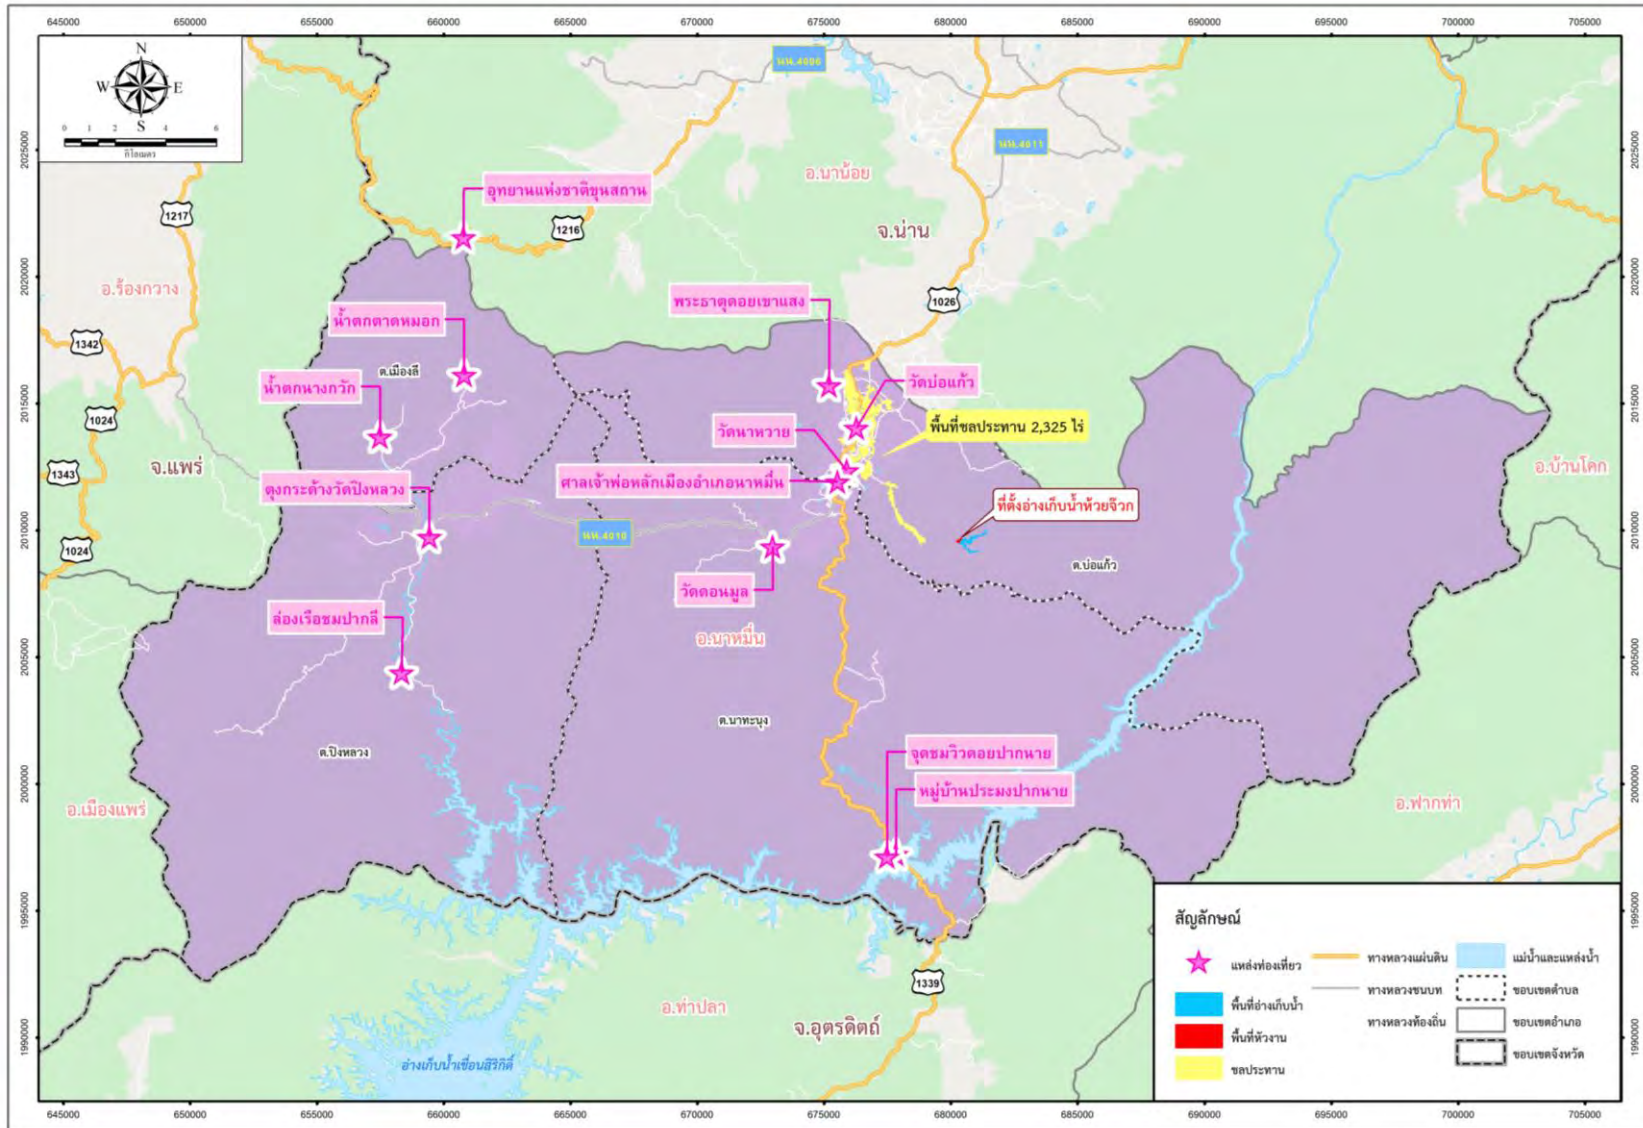 645000 650000 655000 660000 665000 670000 675000 680000 685000 690000 695000 700000 705000
N
W E
S
0 1 2 4 6
กิโลเมตร
นน.4006
นน.4011
2025000 2025000
อ.นาน้อย
อุทยานแห่งชาติขุนสถาน
1217
1216
จ.น่าน
2020000 2020000
อ.ร้องกวาง
พระธาตุดอยเขาแสง
1026
น้ำตกตาดหมอก
1342
ต.เมืองลี
น้ำตกนางกวัก
วัดบ่อแก้ว
2015000 2015000
1024
วัดนาหวาย
พื้นที่ชลประทาน 2,325 ไร่
จ.แพร่
1343
อ.บ้านโคก
ศาลเจ้าพ่อหลักเมืองอำเภอนาหมื่น
ตุงกระด้างวัดปิงหลวง
ที่ตั้งอ่างเก็บน้ำห้วยจ๊วก
2010000 2010000
นน.4010
1024
ต.บ่อแก้ว
วัดดอนมูล
ล่องเรือชมปากลี
อ.นาหมื่น
2005000 2005000
ต.นาทะนุง
ต.ปิงหลวง
จุดชมวิวดอยปากนาย
หมู่บ้านประมงปากนาย
2000000 2000000
อ.เมืองแพร่
อ.ฟากท่า
1995000 1995000
สัญลักษณ์
แหล่งท่องเที่ยว
พื้นที่อ่างเก็บน้ำ
พื้นที่หัวงาน
ชลประทาน
ทางหลวงแผ่นดิน
ทางหลวงชนบท
ทางหลวงท้องถิ่น
แม่น้ำและแหล่งน้ำ
ขอบเขตตำบล
ขอบเขตอำเภอ
ขอบเขตจังหวัด
1339
อ.ท่าปลา
จ.อุตรดิตถ์
1990000 1990000
อ่างเก็บน้ำเขื่อนสิริกิติ์
645000 650000 655000 660000 665000 670000 675000 680000 685000 690000 695000 700000 705000